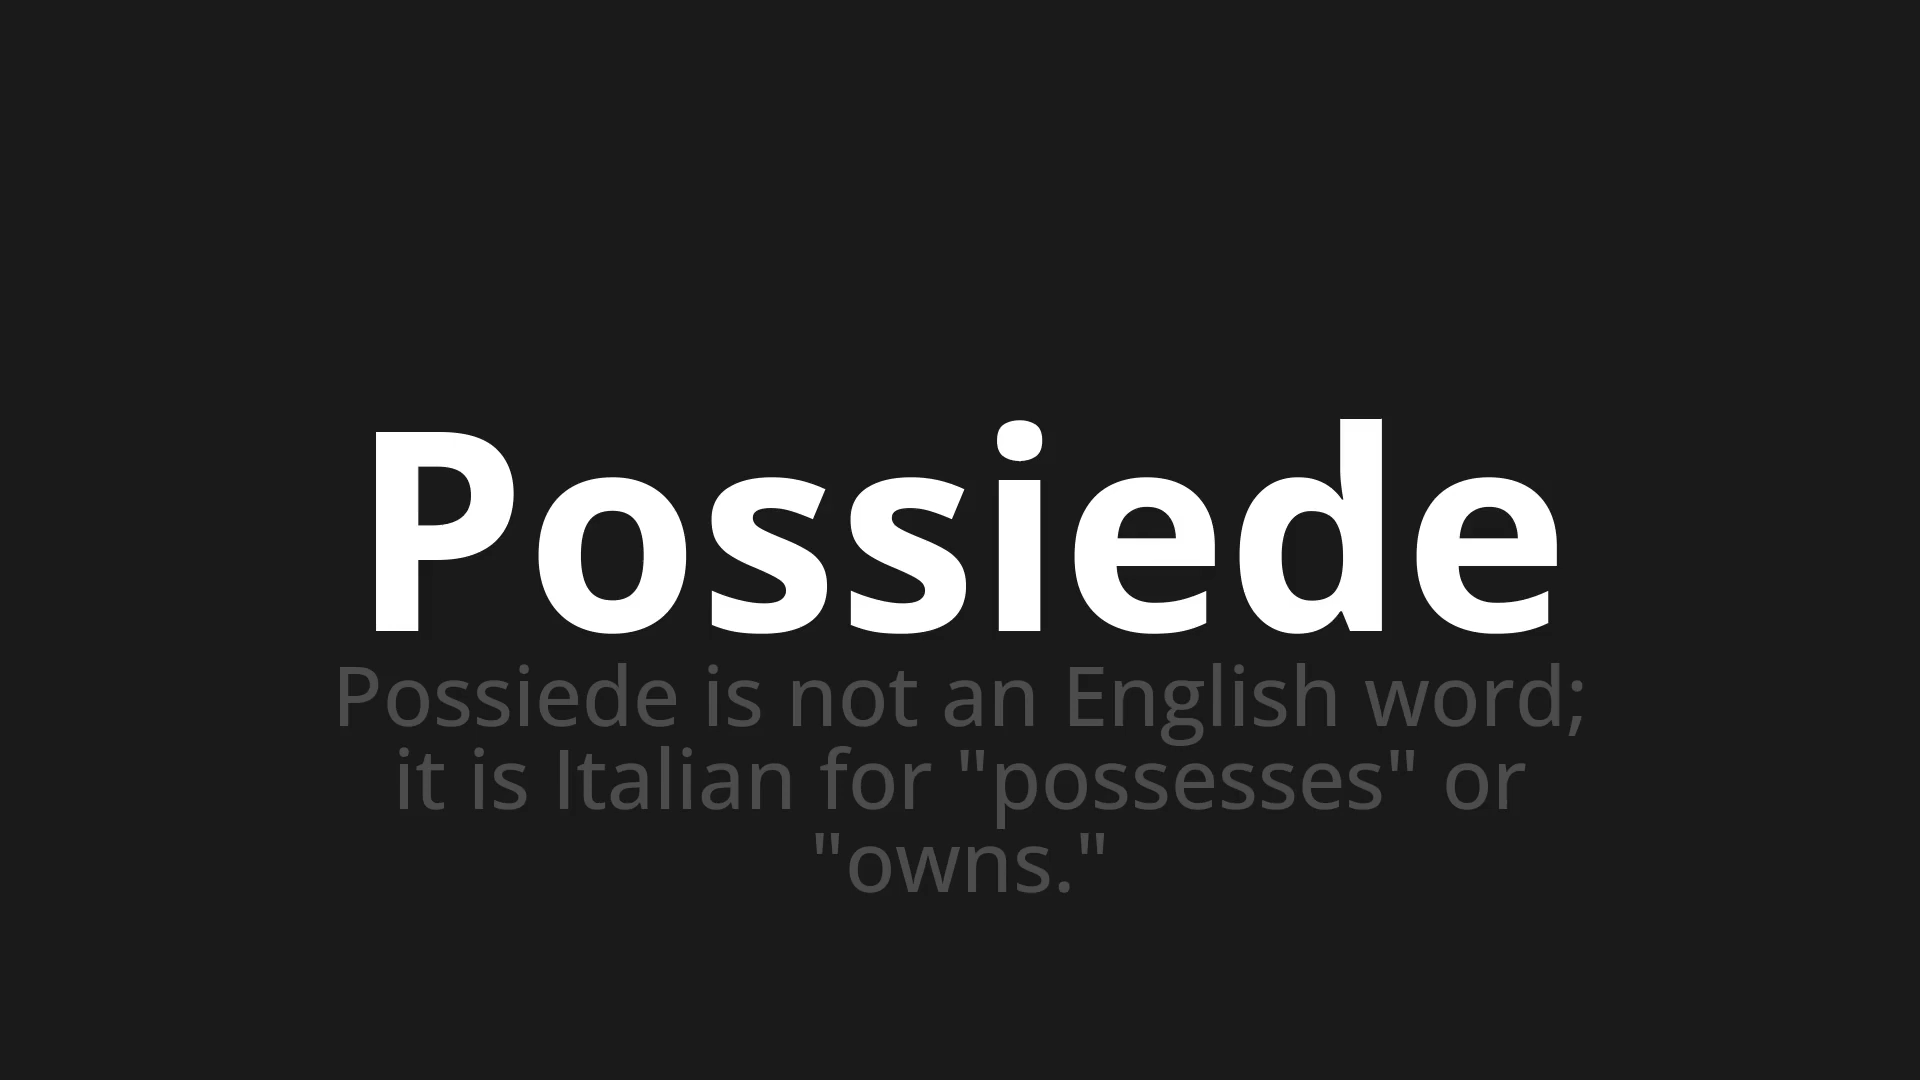 Possiede
Possiede is not an English word;
it is Italian for "possesses" or
"owns."